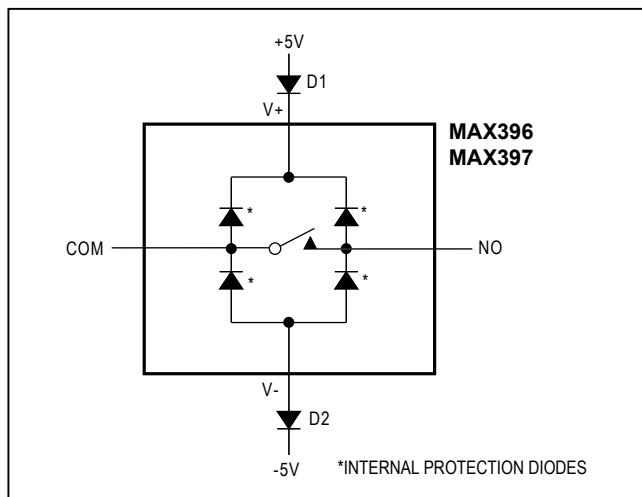 +5V
D1
V+
MAX396
MAX397
*
*
COM
NO
*
*
V-
D2
-5V
*INTERNAL PROTECTION DIODES